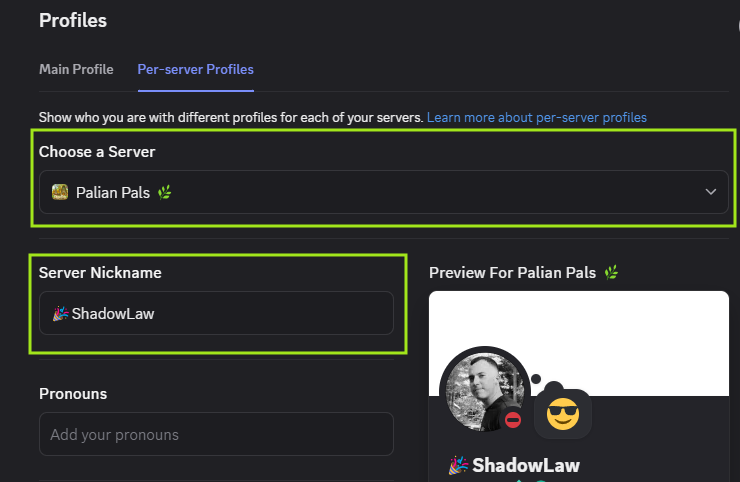 Profiles
Main Profile Per-server Profiles
Show who you are with different profiles for each of your servers. Learn more about per-server profiles
Choose a Server
Palian Pals 🌿
Server Nickname
🎉ShadowLaw
Preview For Palian Pals 🌿
Pronouns
Add your pronouns
🎉ShadowLaw